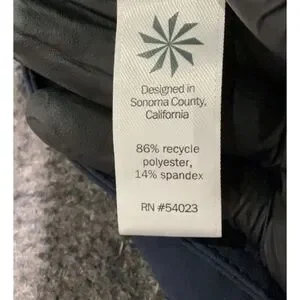 Designed in
Sonoma County,
California
86% recycle
polyester,
14% spandex
RN #54023